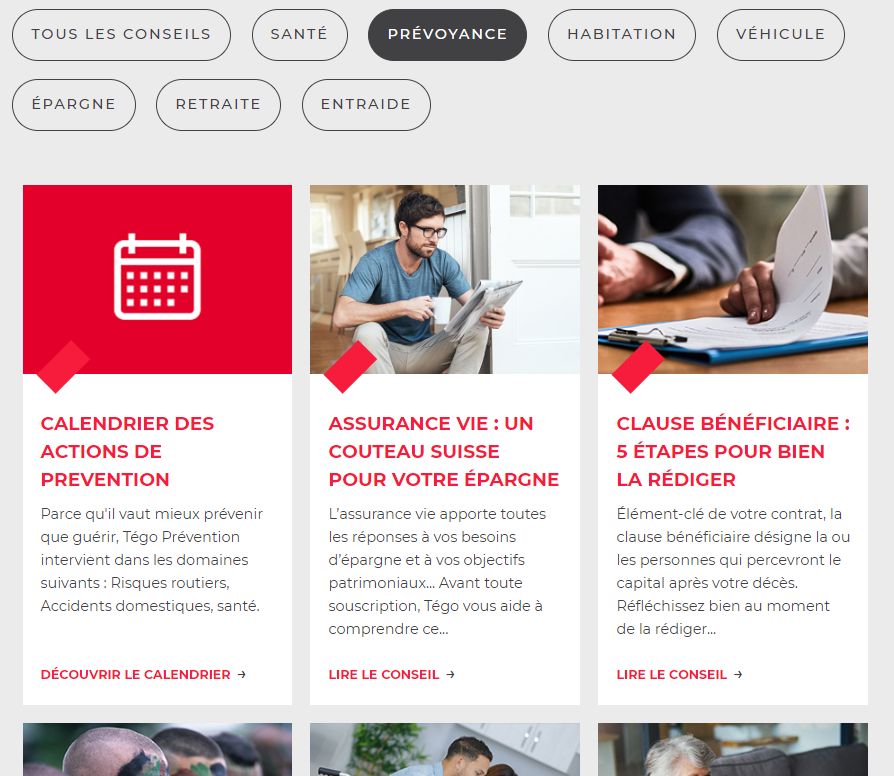 TOUS LES CONSEILS
SANTÉ
PRÉVOYANCE
HABITATION
VÉHICULE
ÉPARGNE
RETRAITE
ENTRAIDE
CALENDRIER DES
ACTIONS DE
PREVENTION
Parce qu'il vaut mieux prévenir
que guérir, Tégo Prévention
intervient dans les domaines
suivants : Risques routiers,
Accidents domestiques, santé.
DÉCOUVRIR LE CALENDRIER →
ASSURANCE VIE : UN
COUTEAU SUISSE
POUR VOTRE ÉPARGNE
L'assurance vie apporte toutes
les réponses à vos besoins
d'épargne et à vos objectifs
patrimoniaux... Avant toute
souscription, Tégo vous aide à
comprendre ce...
LIRE LE CONSEIL →
CLAUSE BÉNÉFICIAIRE :
5 ÉTAPES POUR BIEN
LA RÉDIGER
Élément-clé de votre contrat, la
clause bénéficiaire désigne la ou
les personnes qui percevront le
capital après votre décès.
Réfléchissez bien au moment
de la rédiger...
LIRE LE CONSEIL →